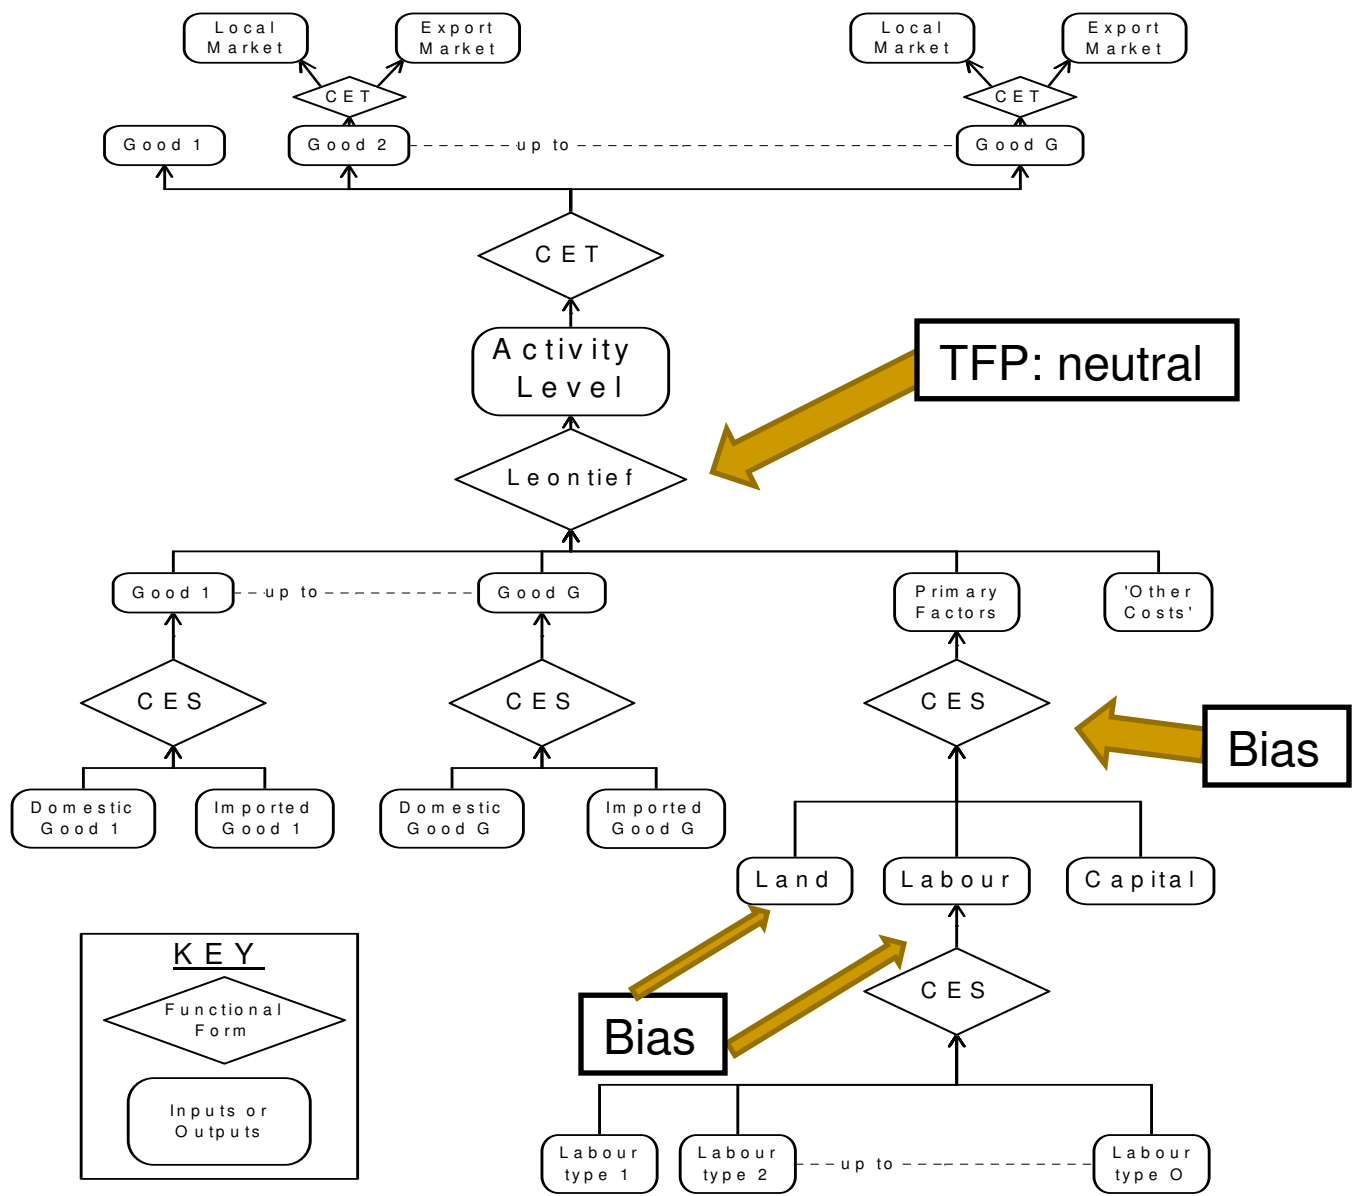 Local
Market
Export
Market
Local
Market
Export
Market
CET
CET
Good 1
Good 2
up to
Good G
CET
Activity
Level
TFP: neutral
Leontief
Good 1
up to
Good G
Primary
Factors
'Other
Costs'
CES
CES
CES
Bias
Domestic
Good 1
Imported
Good 1
Domestic
Good G
Imported
Good G
Land
Labour
Capital
KEY
Functional
Form
Inputs or
Outputs
CES
Bias
Labour
type 1
Labour
type 2
up to
Labour
type O